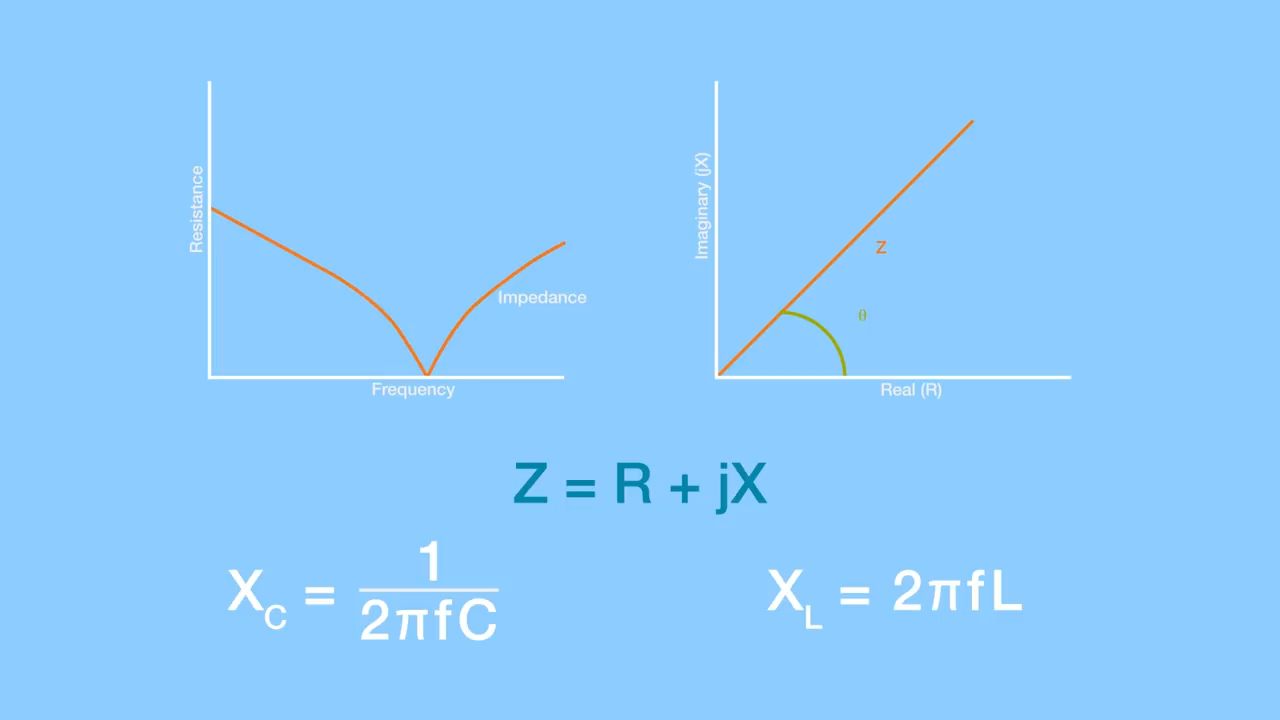 Resistance
Impedance
Frequency
Imaginary (jX)
Z
θ
Real (R)
Z = R + jX
X_C = 1 / 2πfC
X_L = 2πfL